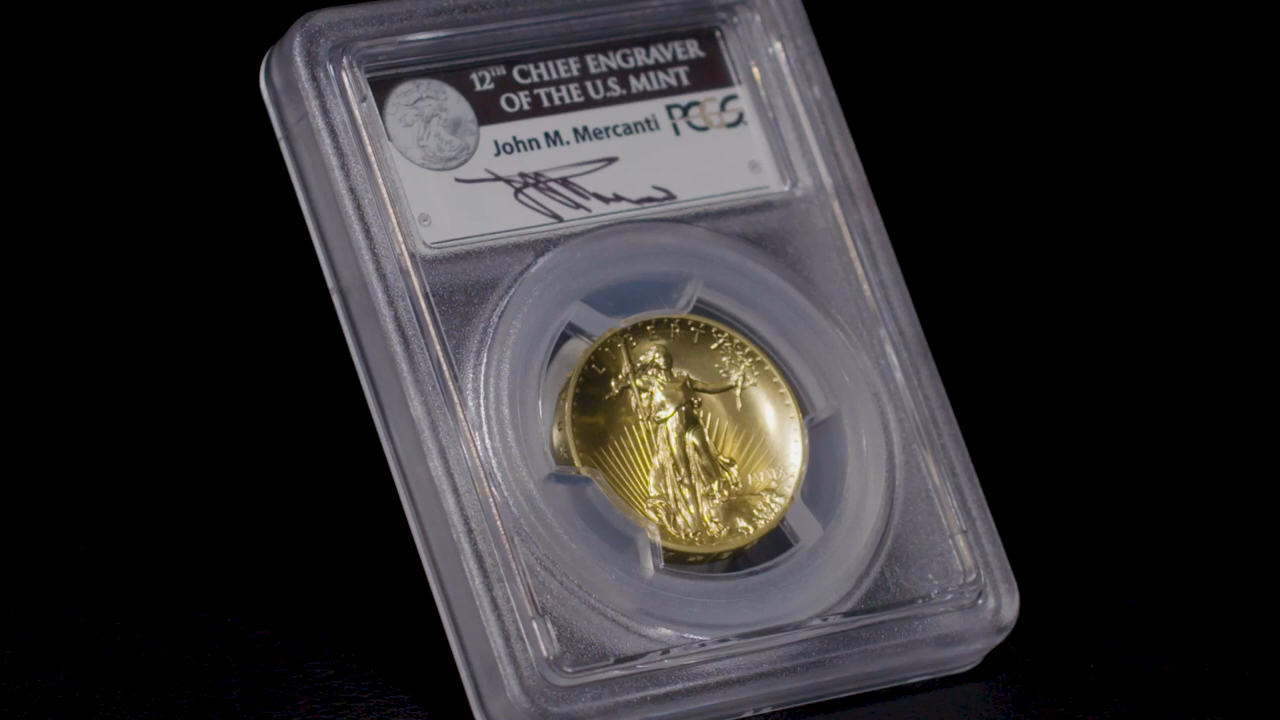 12TH CHIEF ENGRAVER
OF THE U.S. MINT
John M. Mercanti PCGS
LIBERTY